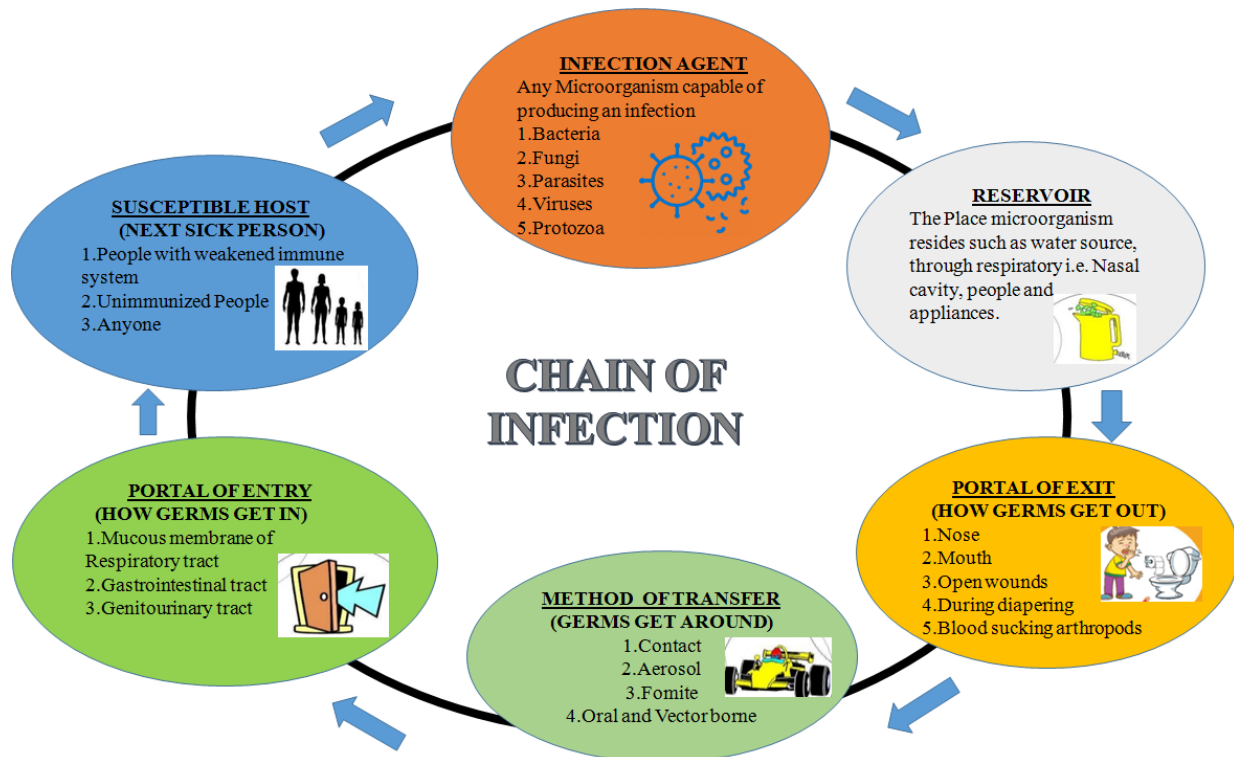 INFECTION AGENT
Any Microorganism capable of
producing an infection
1.Bacteria
2.Fungi
3.Parasites
4.Viruses
5.Protozoa
RESERVOIR
The Place microorganism
resides such as water source,
through respiratory i.e. Nasal
cavity, people and
appliances.
PORTAL OF EXIT
(HOW GERMS GET OUT)
1.Nose
2.Mouth
3.Open wounds
4.During diapering
5.Blood sucking arthropods
METHOD OF TRANSFER
(GERMS GET AROUND)
1.Contact
2.Aerosol
3.Fomite
4.Oral and Vector borne
PORTAL OF ENTRY
(HOW GERMS GET IN)
1.Mucous membrane of
Respiratory tract
2.Gastrointestinal tract
3.Genitourinary tract
SUSCEPTIBLE HOST
(NEXT SICK PERSON)
1.People with weakened immune
system
2.Unimmunized People
3.Anyone
CHAIN OF
INFECTION